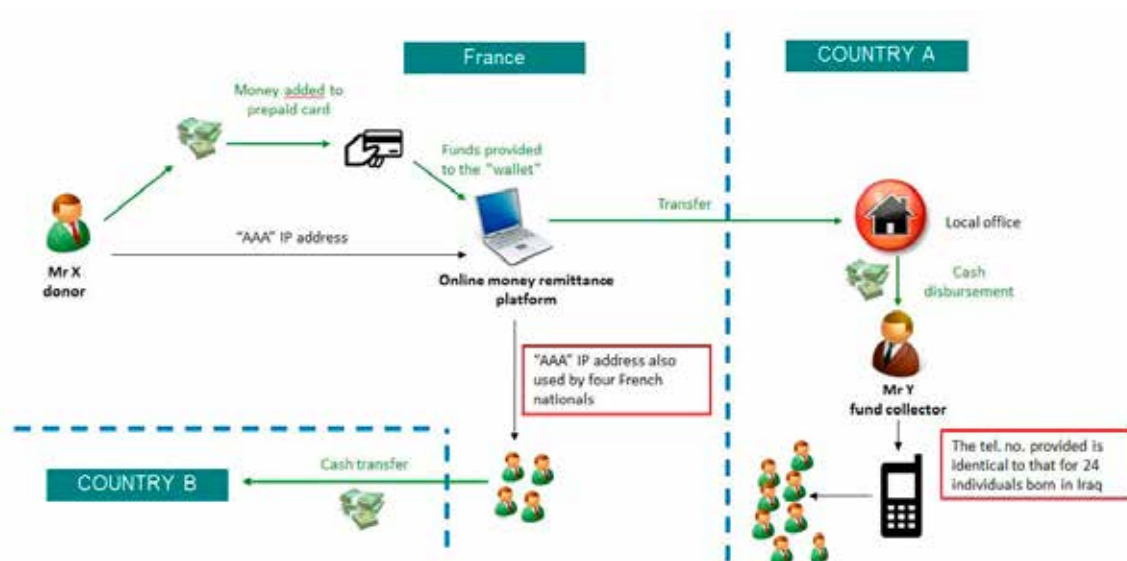 France
COUNTRY A
Money added to
prepaid card
Funds provided
to the "wallet"
Transfer
Local office
"AAA" IP address
Mr X
donor
Online money remittance
platform
Cash
disbursement
"AAA" IP address also
used by four French
nationals
Mr Y
fund collector
The tel. no. provided is
identical to that for 24
individuals born in Iraq
Cash transfer
COUNTRY B